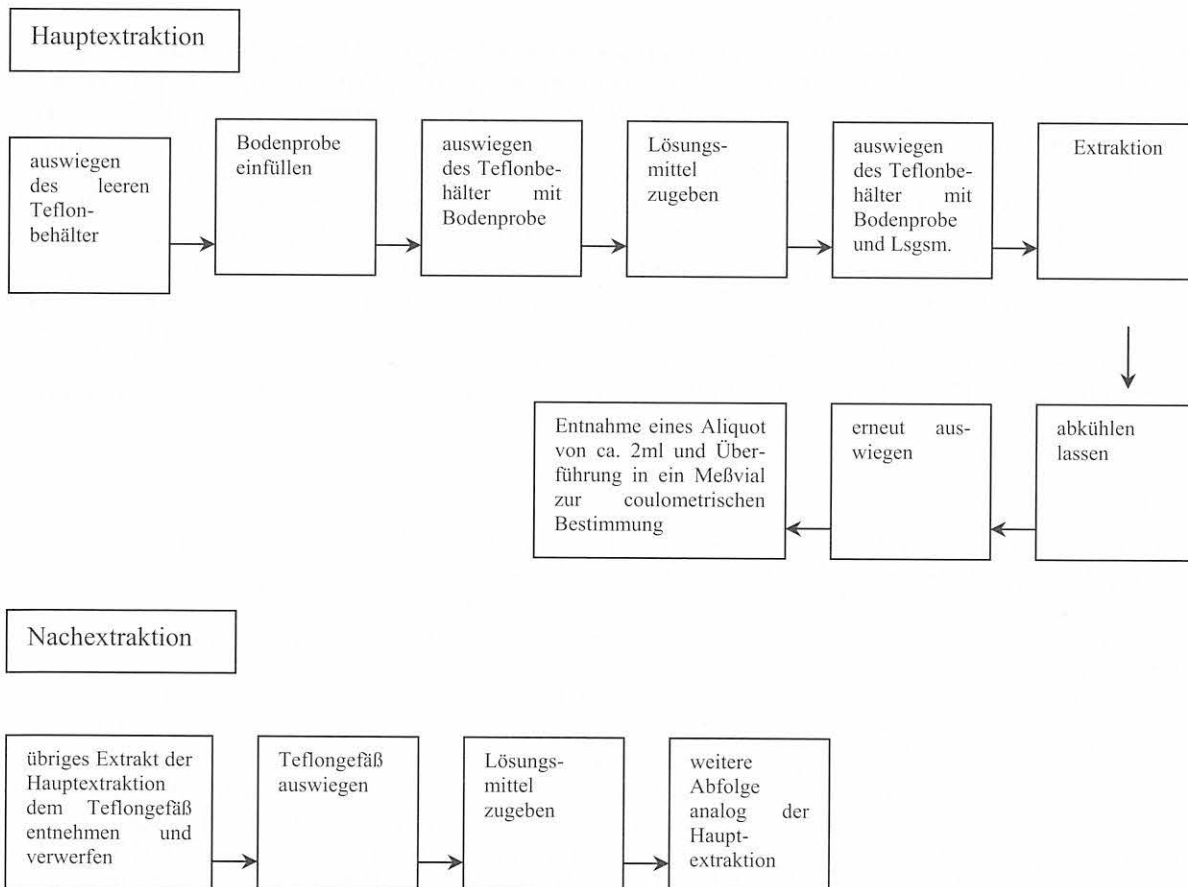 Hauptextraktion
auswiegen
des leeren
Teflon-
behälter
Bodenprobe
einfüllen
auswiegen
des Teflonbe-
hälter mit
Bodenprobe
Lösungs-
mittel
zugeben
auswiegen
des Teflonbe-
hälter mit
Bodenprobe
und Lsgsm.
Extraktion
abkühlen
lassen
erneut aus-
wiegen
Entnahme eines Aliquot
von ca. 2ml und Über-
führung in ein Meßvial
zur coulometrischen
Bestimmung
Nachextraktion
übriges Extrakt der
Hauptextraktion
dem Teflongefäß
entnehmen und
verwerfen
Teflongefäß
auswiegen
Lösungs-
mittel
zugeben
weitere
Abfolge
analog der
Haupt-
extraktion